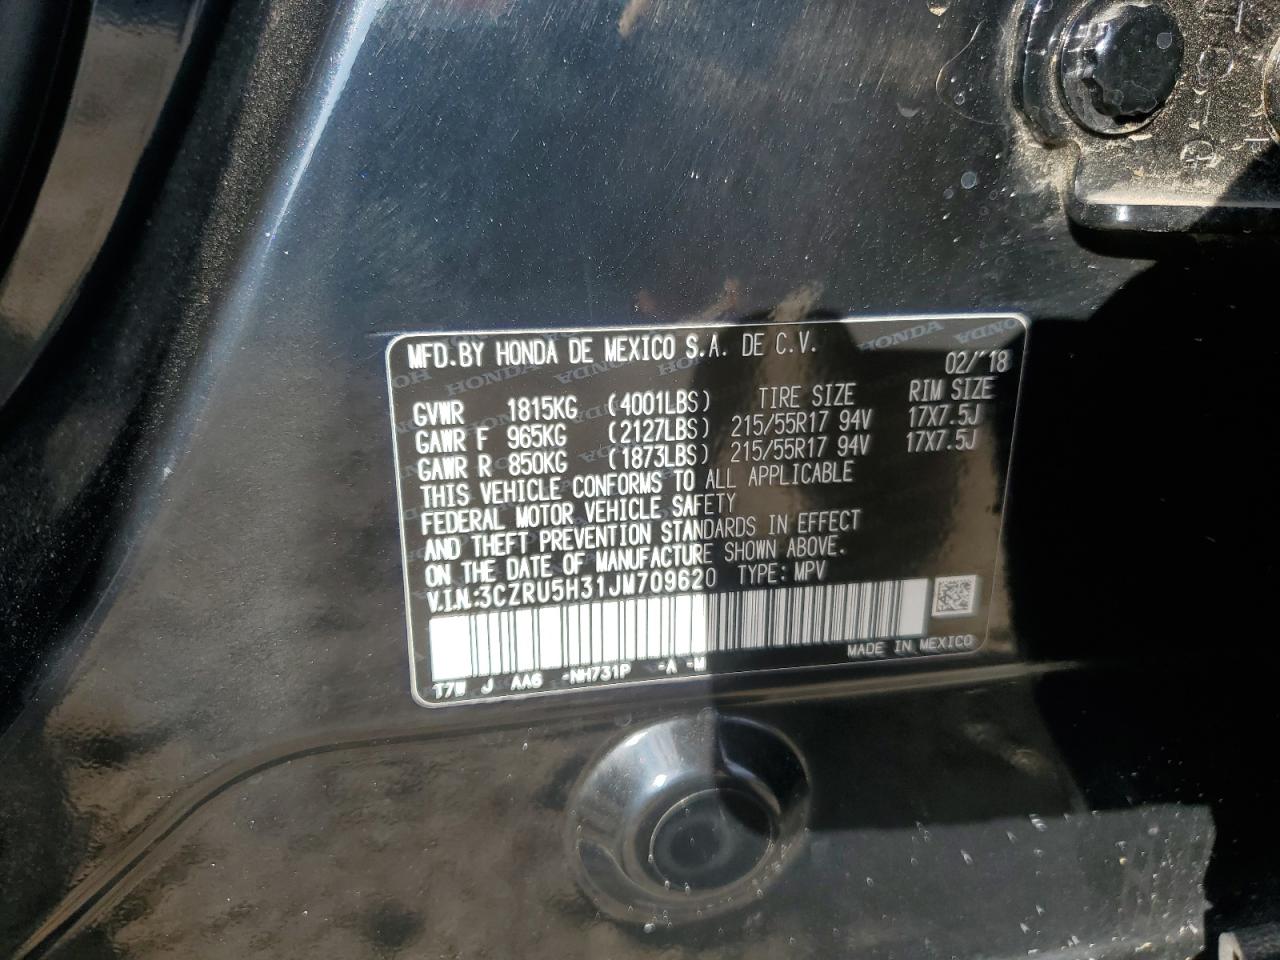 MFD.BY HONDA DE MEXICO S.A. DE C.V. 02/'18
GVWR 1815KG (4001LBS) TIRE SIZE RIM SIZE
GAWR F 965KG (2127LBS) 215/55R17 94V 17X7.5J
GAWR R 850KG (1873LBS) 215/55R17 94V 17X7.5J
THIS VEHICLE CONFORMS TO ALL APPLICABLE
FEDERAL MOTOR VEHICLE SAFETY
AND THEFT PREVENTION STANDARDS IN EFFECT
ON THE DATE OF MANUFACTURE SHOWN ABOVE.
V.I.N.:3CZRU5H31JM709620 TYPE: MPV
MADE IN MEXICO
T7W J AA6 -NH731P -A -M